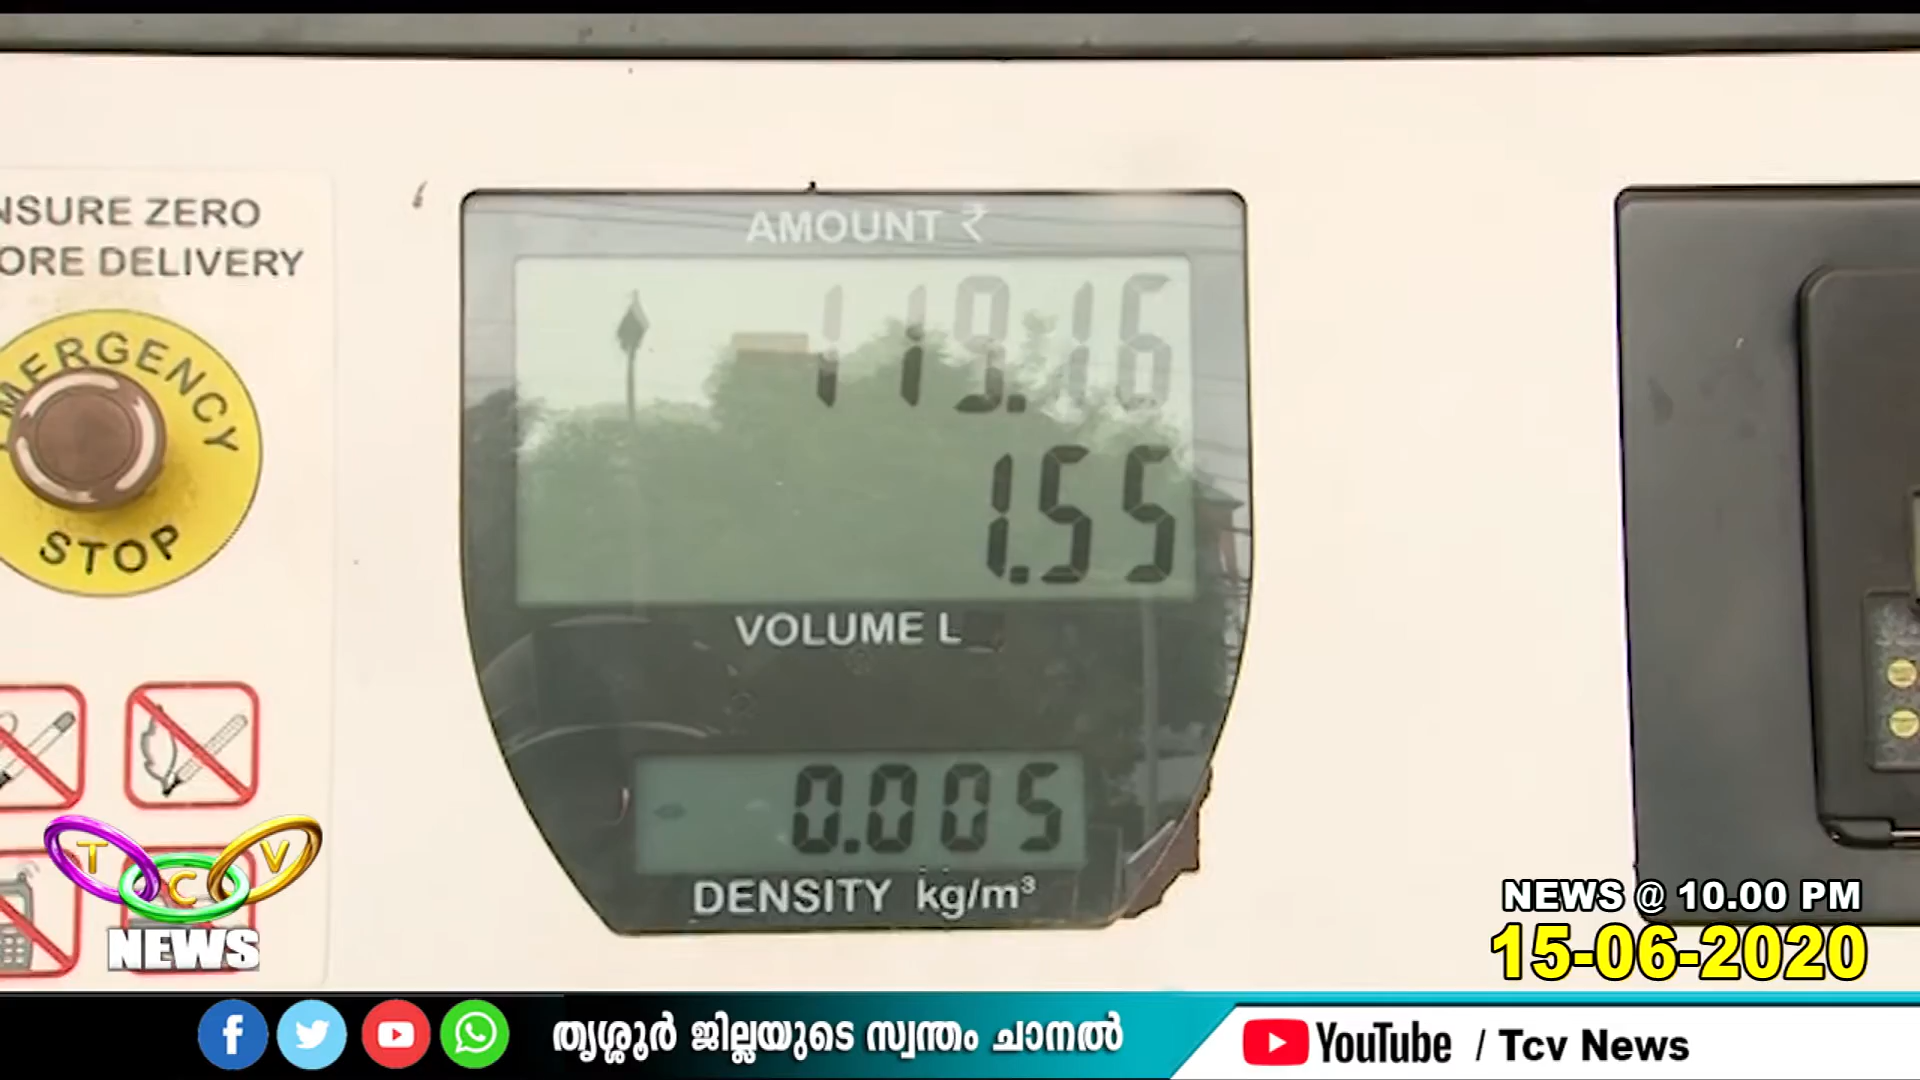 NSURE ZERO
ORE DELIVERY
EMERGENCY
STOP
AMOUNT ₹
119.16
1.55
VOLUME L
0.005
DENSITY kg/m³
T C V
NEWS
NEWS @ 10.00 PM
15-06-2020
തൃശ്ശൂർ ജില്ലയുടെ സ്വന്തം ചാനൽ
YouTube / Tcv News